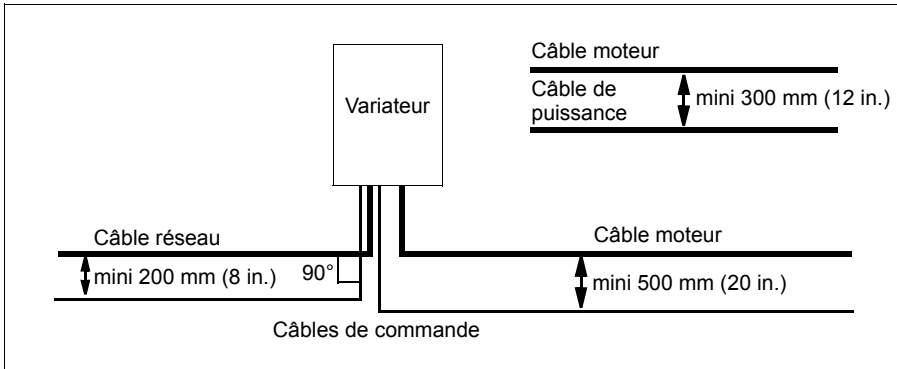 Câble moteur
Câble de
puissance
mini 300 mm (12 in.)
Variateur
Câble réseau
mini 200 mm (8 in.)
90°
Câble moteur
mini 500 mm (20 in.)
Câbles de commande